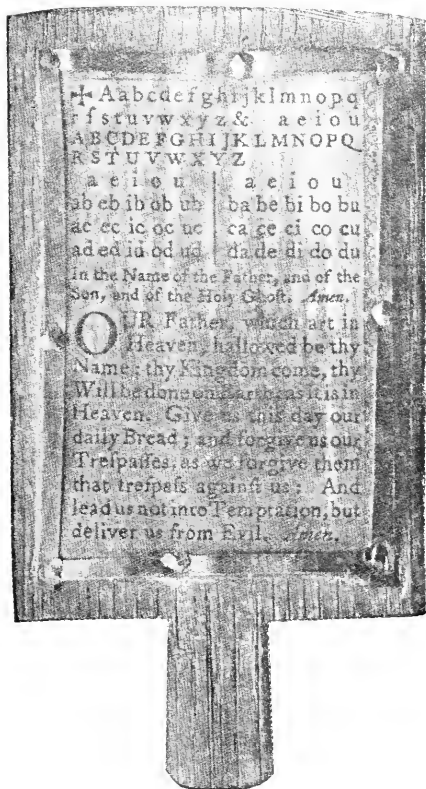 ✢ Aabcdefghijklmnopq
rſstuvwxyz& aeiou
ABCDEFGHIJKLMNOPQ
RSTUVWXYZ
a e i o u | a e i o u
ab eb ib ob ub | ba be bi bo bu
ac ec ic oc uc | ca ce ci co cu
ad ed id od ud | da de di do du
In the Name of the Father, and of the
Son, and of the Holy Ghoſt. Amen.
OUR Father, which art in
Heaven, hallowed be thy
Name; thy Kingdom come, thy
Will be done on Earth, as it is in
Heaven. Give us this day our
daily Bread; and forgive us our
Treſpaſſes, as we forgive them
that treſpaſs againſt us: And
lead us not into Temptation, but
deliver us from Evil. Amen.